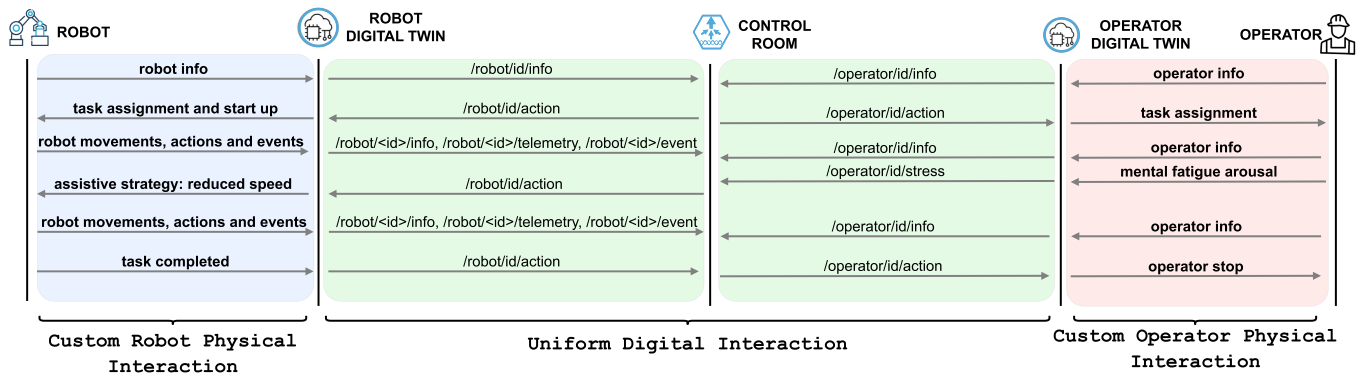 ROBOT
ROBOT
DIGITAL TWIN
CONTROL
ROOM
OPERATOR
DIGITAL TWIN
OPERATOR
robot info
/robot/id/info
/operator/id/info
operator info
task assignment and start up
/robot/id/action
/operator/id/action
task assignment
robot movements, actions and events
/robot/<id>/info, /robot/<id>/telemetry, /robot/<id>/event
/operator/id/info
operator info
assistive strategy: reduced speed
/robot/id/action
/operator/id/stress
mental fatigue arousal
robot movements, actions and events
/robot/<id>/info, /robot/<id>/telemetry, /robot/<id>/event
/operator/id/info
operator info
task completed
/robot/id/action
/operator/id/action
operator stop
Custom Robot Physical
Interaction
Uniform Digital Interaction
Custom Operator Physical
Interaction